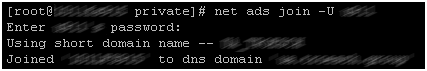 [root@ private]# net ads join -U
Enter password:
Using short domain name --
Joined to dns domain